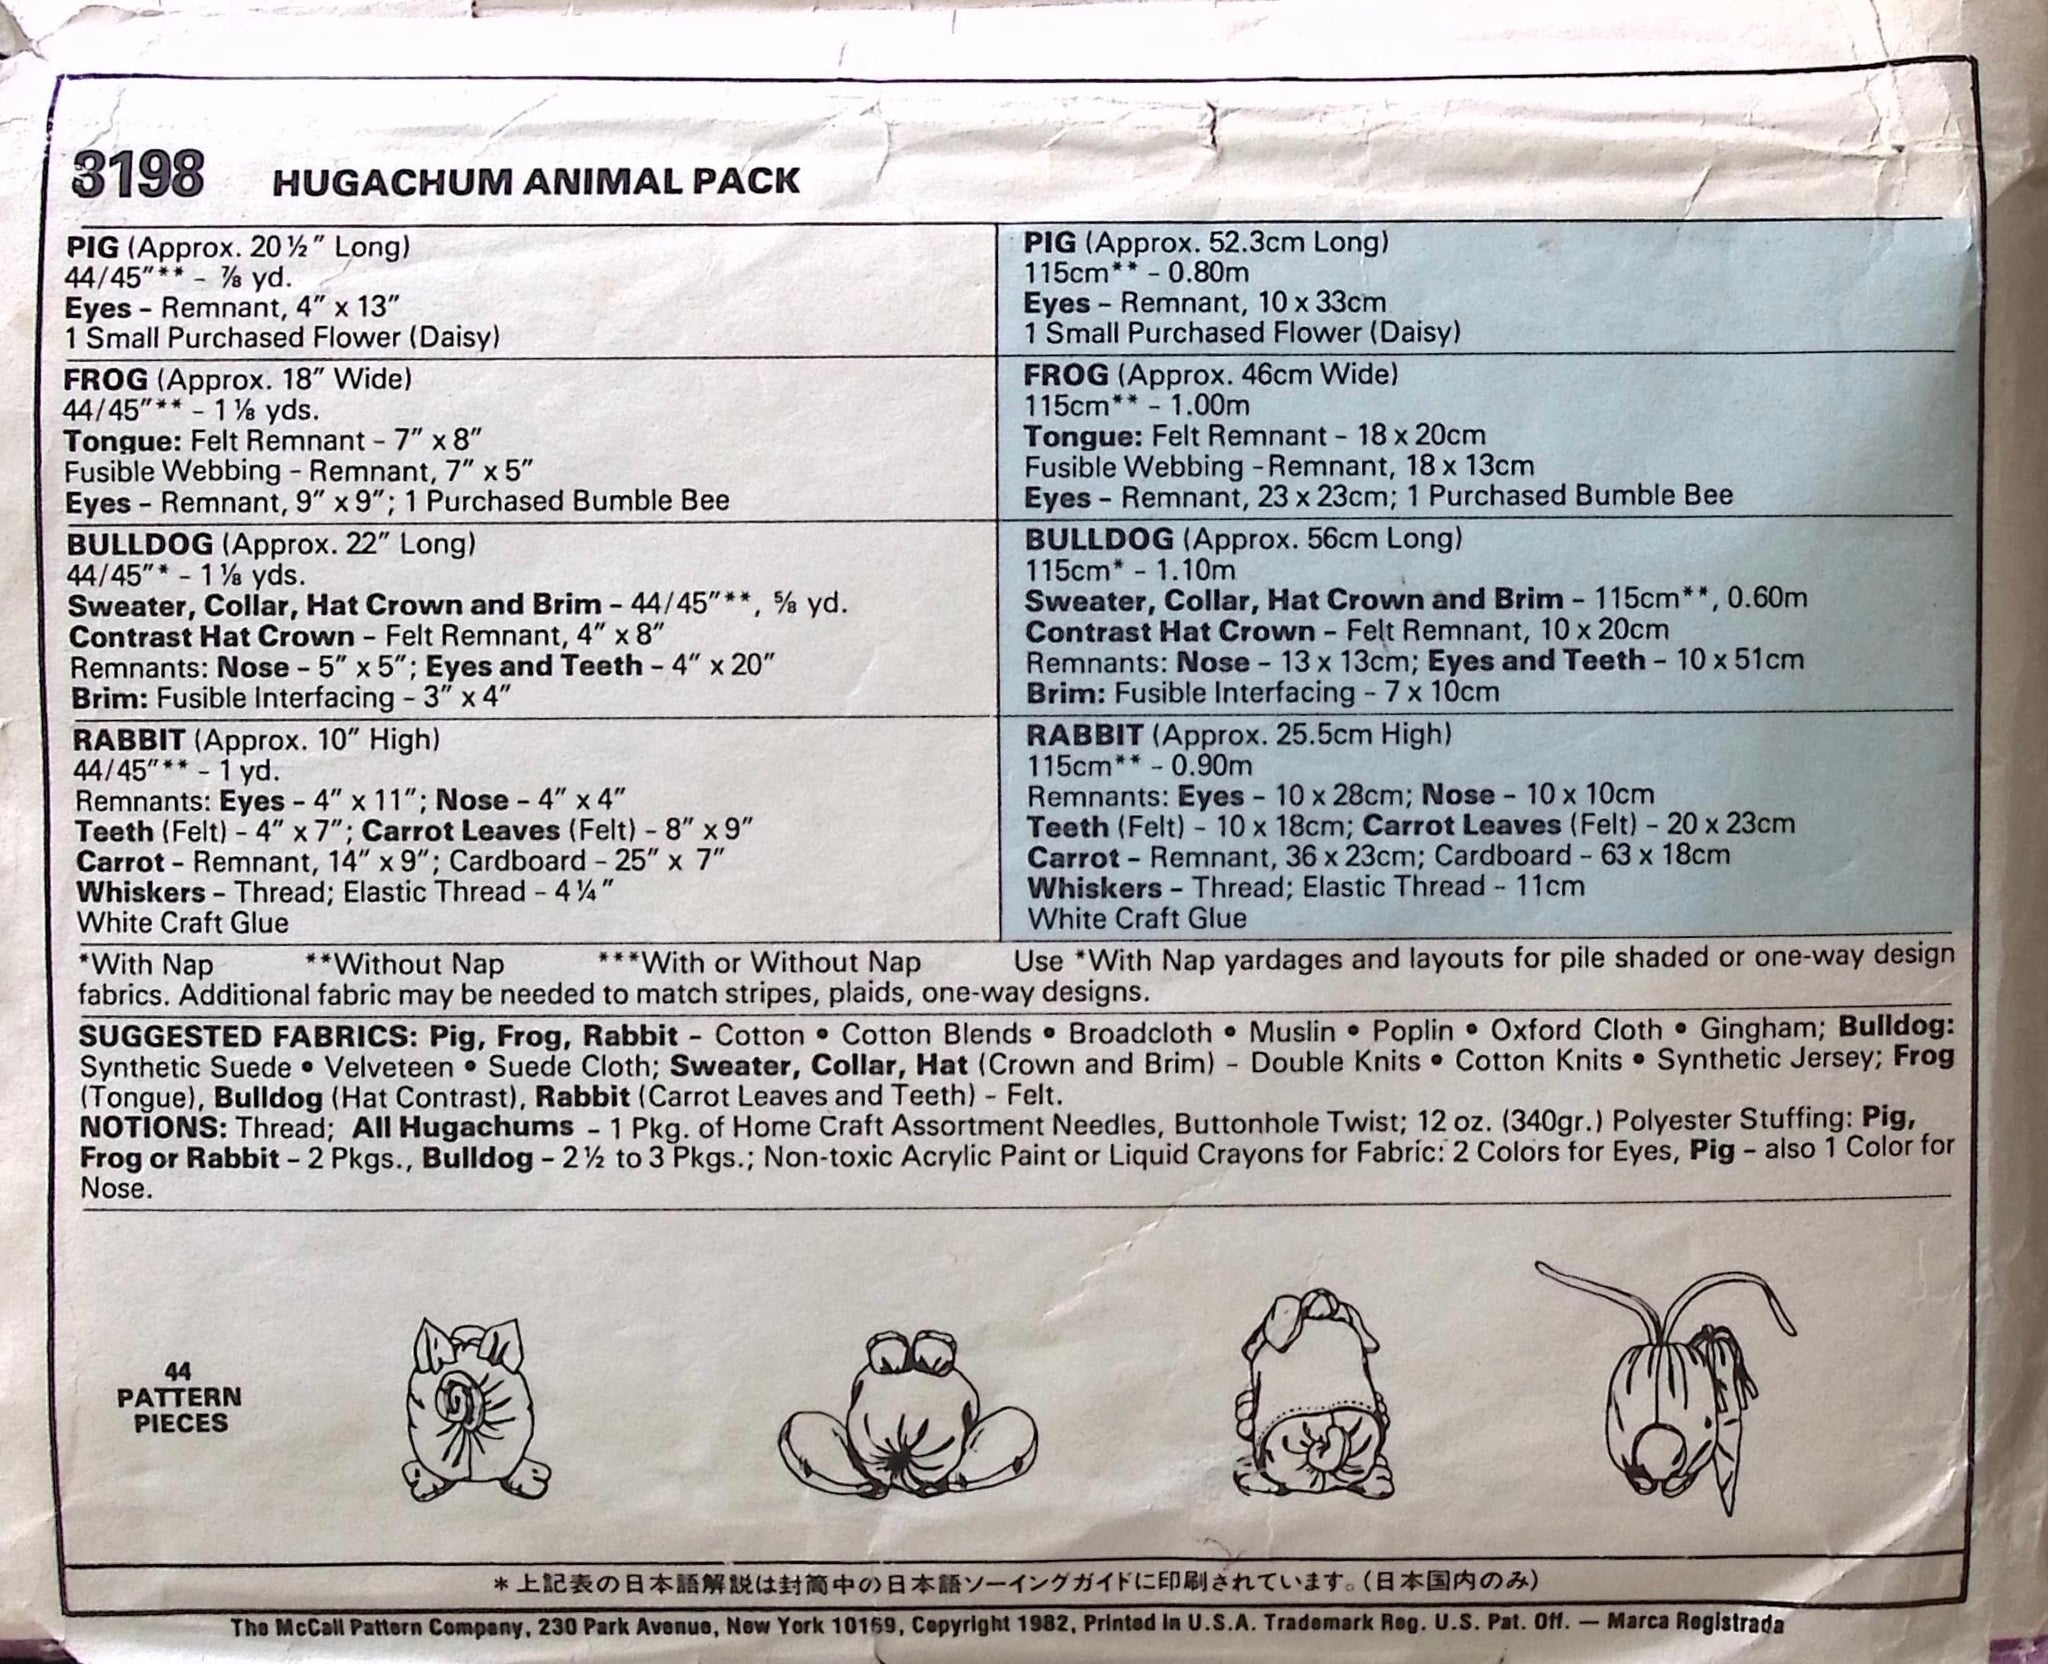 3198 HUGACHUM ANIMAL PACK
PIG (Approx. 20 ½" Long)
44/45"** - ⅞ yd.
Eyes - Remnant, 4" x 13"
1 Small Purchased Flower (Daisy)
FROG (Approx. 18" Wide)
44/45"** - 1 ⅛ yds.
Tongue: Felt Remnant - 7" x 8"
Fusible Webbing - Remnant, 7" x 5"
Eyes - Remnant, 9" x 9"; 1 Purchased Bumble Bee
BULLDOG (Approx. 22" Long)
44/45"* - 1 ⅛ yds.
Sweater, Collar, Hat Crown and Brim - 44/45"**, ⅝ yd.
Contrast Hat Crown - Felt Remnant, 4" x 8"
Remnants: Nose - 5" x 5"; Eyes and Teeth - 4" x 20"
Brim: Fusible Interfacing - 3" x 4"
RABBIT (Approx. 10" High)
44/45"** - 1 yd.
Remnants: Eyes - 4" x 11"; Nose - 4" x 4"
Teeth (Felt) - 4" x 7"; Carrot Leaves (Felt) - 8" x 9"
Carrot - Remnant, 14" x 9"; Cardboard - 25" x 7"
Whiskers - Thread; Elastic Thread - 4 ¼"
White Craft Glue
PIG (Approx. 52.3cm Long)
115cm** - 0.80m
Eyes - Remnant, 10 x 33cm
1 Small Purchased Flower (Daisy)
FROG (Approx. 46cm Wide)
115cm** - 1.00m
Tongue: Felt Remnant - 18 x 20cm
Fusible Webbing - Remnant, 18 x 13cm
Eyes - Remnant, 23 x 23cm; 1 Purchased Bumble Bee
BULLDOG (Approx. 56cm Long)
115cm* - 1.10m
Sweater, Collar, Hat Crown and Brim - 115cm**, 0.60m
Contrast Hat Crown - Felt Remnant, 10 x 20cm
Remnants: Nose - 13 x 13cm; Eyes and Teeth - 10 x 51cm
Brim: Fusible Interfacing - 7 x 10cm
RABBIT (Approx. 25.5cm High)
115cm** - 0.90m
Remnants: Eyes - 10 x 28cm; Nose - 10 x 10cm
Teeth (Felt) - 10 x 18cm; Carrot Leaves (Felt) - 20 x 23cm
Carrot - Remnant, 36 x 23cm; Cardboard - 63 x 18cm
Whiskers - Thread; Elastic Thread - 11cm
White Craft Glue
*With Nap **Without Nap ***With or Without Nap Use *With Nap yardages and layouts for pile shaded or one-way design
fabrics. Additional fabric may be needed to match stripes, plaids, one-way designs.
SUGGESTED FABRICS: Pig, Frog, Rabbit - Cotton • Cotton Blends • Broadcloth • Muslin • Poplin • Oxford Cloth • Gingham; Bulldog:
Synthetic Suede • Velveteen • Suede Cloth; Sweater, Collar, Hat (Crown and Brim) - Double Knits • Cotton Knits • Synthetic Jersey; Frog
(Tongue), Bulldog (Hat Contrast), Rabbit (Carrot Leaves and Teeth) - Felt.
NOTIONS: Thread; All Hugachums - 1 Pkg. of Home Craft Assortment Needles, Buttonhole Twist; 12 oz. (340gr.) Polyester Stuffing: Pig,
Frog or Rabbit - 2 Pkgs., Bulldog - 2 ½ to 3 Pkgs.; Non-toxic Acrylic Paint or Liquid Crayons for Fabric: 2 Colors for Eyes, Pig - also 1 Color for
Nose.
44
PATTERN
PIECES
*上記表の日本語解説は封筒中の日本語ソーイングガイドに印刷されています。(日本国内のみ)
The McCall Pattern Company, 230 Park Avenue, New York 10169, Copyright 1982, Printed in U.S.A. Trademark Reg. U.S. Pat. Off. — Marca Registrada